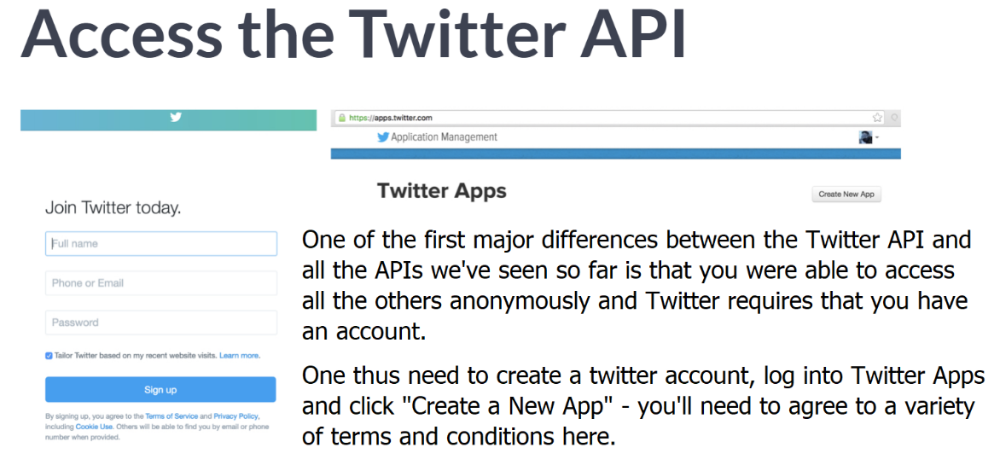 Access the Twitter API
https://apps.twitter.com
Application Management
Twitter Apps
Create New App
Join Twitter today.
Full name
Phone or Email
Password
Tailor Twitter based on my recent website visits. Learn more.
Sign up
By signing up, you agree to the Terms of Service and Privacy Policy,
including Cookie Use. Others will be able to find you by email or phone
number when provided.
One of the first major differences between the Twitter API and
all the APIs we've seen so far is that you were able to access
all the others anonymously and Twitter requires that you have
an account.
One thus need to create a twitter account, log into Twitter Apps
and click "Create a New App" - you'll need to agree to a variety
of terms and conditions here.